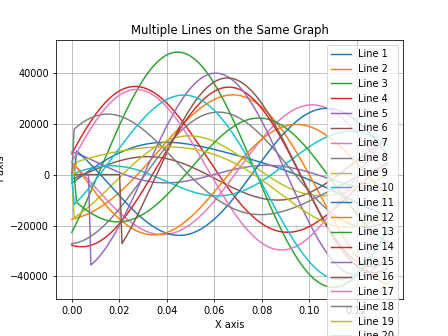 Multiple Lines on the Same Graph
40000
20000
0
−20000
−40000
0.00
0.02
0.04
0.06
0.08
0.10
X axis
Line 1
Line 2
Line 3
Line 4
Line 5
Line 6
Line 7
Line 8
Line 9
Line 10
Line 11
Line 12
Line 13
Line 14
Line 15
Line 16
Line 17
Line 18
Line 19